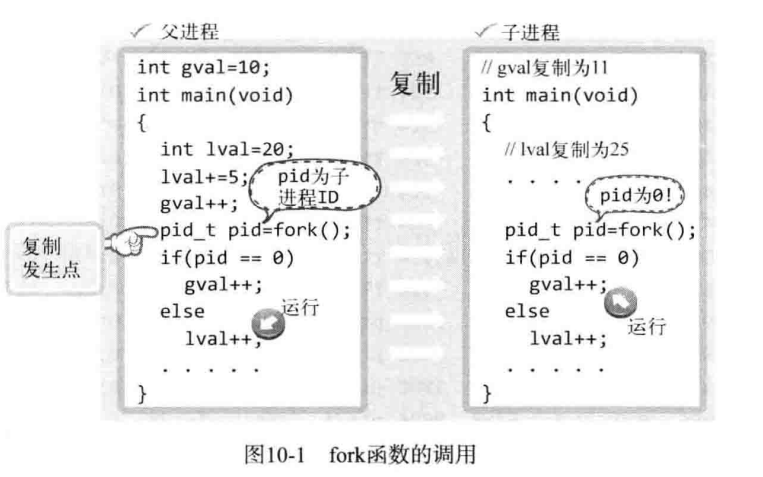 ✓ 父进程
int gval=10;
int main(void)
{
int lval=20;
lval+=5;
gval++;
pid为子
进程ID
pid_t pid=fork();
if(pid == 0)
gval++;
else
运行
lval++;
. . . . .
}
复制
发生点
复制
✓ 子进程
// gval复制为11
int main(void)
{
// lval复制为25
. . . .
pid为0!
pid_t pid=fork();
if(pid == 0)
gval++;
else
运行
lval++;
. . . . .
}
图10-1 fork函数的调用